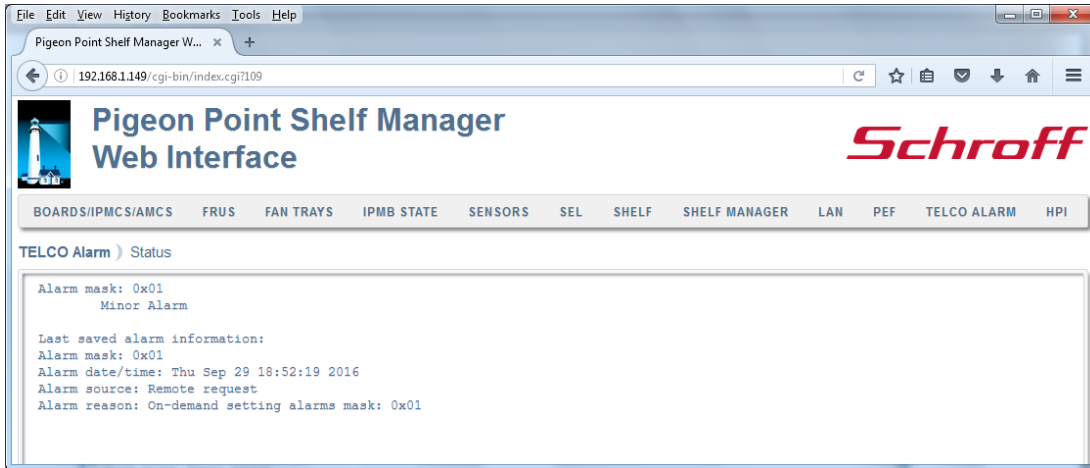 File Edit View History Bookmarks Tools Help
Pigeon Point Shelf Manager W... × +
192.168.1.149/cgi-bin/index.cgi?109
Pigeon Point Shelf Manager
Web Interface
Schroff
BOARDS/IPMCS/AMCS FRUS FAN TRAYS IPMB STATE SENSORS SEL SHELF SHELF MANAGER LAN PEF TELCO ALARM HPI
TELCO Alarm ) Status
Alarm mask: 0x01
Minor Alarm
Last saved alarm information:
Alarm mask: 0x01
Alarm date/time: Thu Sep 29 18:52:19 2016
Alarm source: Remote request
Alarm reason: On-demand setting alarms mask: 0x01